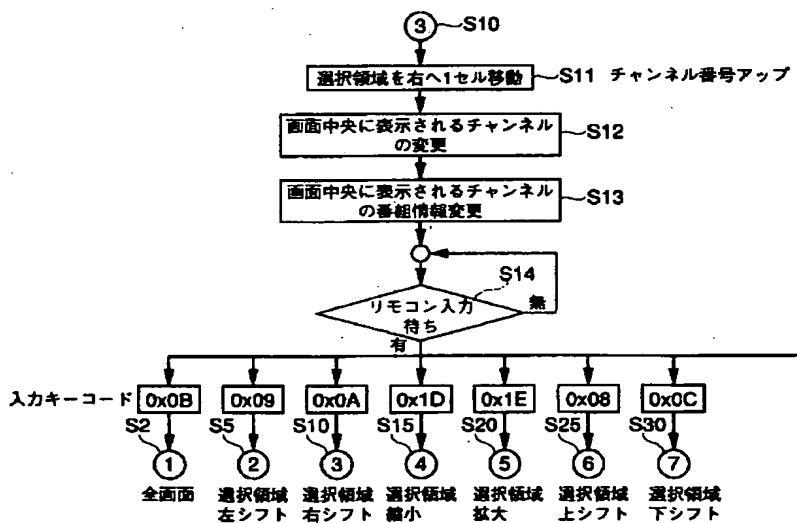 ③ S10
選択領域を右へ1セル移動 S11 チャンネル番号アップ
画面中央に表示されるチャンネル
の変更
S12
画面中央に表示されるチャンネル
の番組情報変更
S13
S14
リモコン入力
待ち
無
有
入力キーコード 0x0B 0x09 0x0A 0x1D 0x1E 0x08 0x0C
S2 S5 S10 S15 S20 S25 S30
① ② ③ ④ ⑤ ⑥ ⑦
全画面 選択領域 選択領域 選択領域 選択領域 選択領域 選択領域
左シフト 右シフト 縮小 拡大 上シフト 下シフト